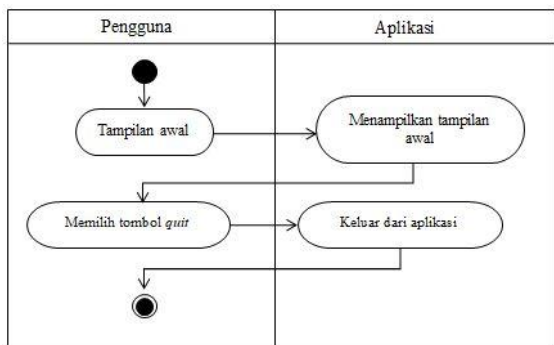 Pengguna
Aplikasi
Tampilan awal
Menampilkan tampilan
awal
Memilih tombol quit
Keluar dari aplikasi